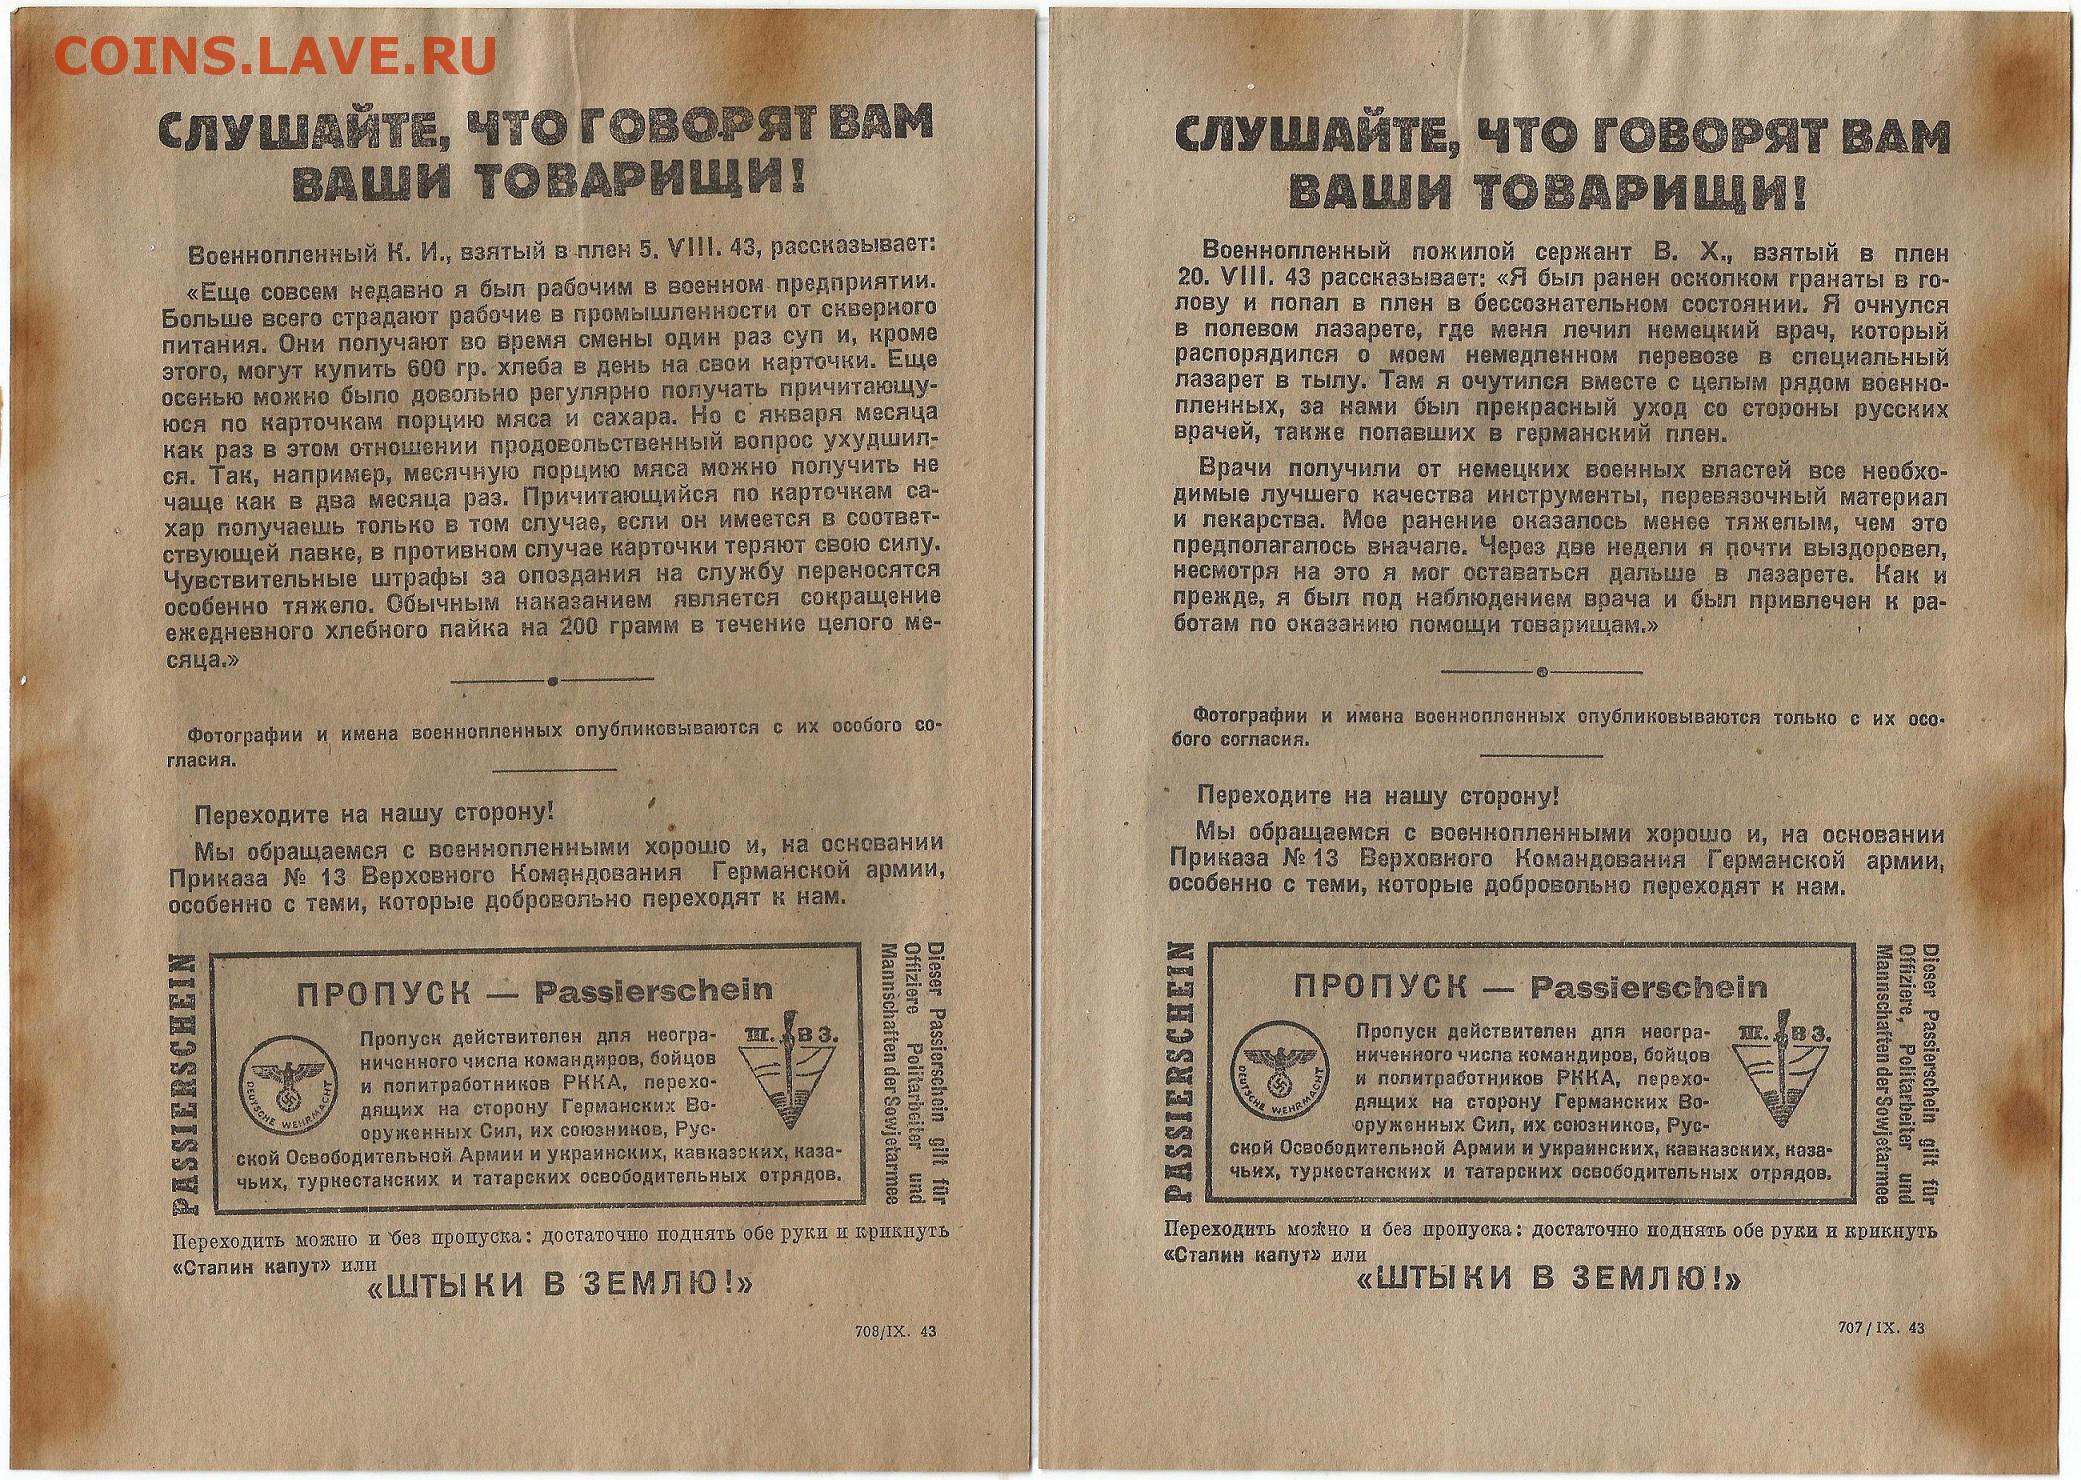 COINS.LAVE.RU
СЛУШАЙТЕ, ЧТО ГОВОРЯТ ВАМ
ВАШИ ТОВАРИЩИ!
Военнопленный К. И., взятый в плен 5. VIII. 43, рассказывает:
«Еще совсем недавно я был рабочим в военном предприятии.
Больше всего страдают рабочие в промышленности от скверного
питания. Они получают во время смены один раз суп и, кроме
этого, могут купить 600 гр. хлеба в день на свои карточки. Еще
осенью можно было довольно регулярно получать причитающу-
юся по карточкам порцию мяса и сахара. Но с января месяца
как раз в этом отношении продовольственный вопрос ухудшил-
ся. Так, например, месячную порцию мяса можно получить не
чаще как в два месяца раз. Причитающийся по карточкам са-
хар получаешь только в том случае, если он имеется в соответ-
ствующей лавке, в противном случае карточки теряют свою силу.
Чувствительные штрафы за опоздания на службу переносятся
особенно тяжело. Обычным наказанием является сокращение
ежедневного хлебного пайка на 200 грамм в течение целого ме-
сяца.»
Фотографии и имена военнопленных опубликовываются с их особого со-
гласия.
Переходите на нашу сторону!
Мы обращаемся с военнопленными хорошо и, на основании
Приказа № 13 Верховного Командования Германской армии,
особенно с теми, которые добровольно переходят к нам.
PASSIERSCHEIN
ПРОПУСК — Passierschein
Пропуск действителен для неогра-
ниченного числа командиров, бойцов
и политработников РККА, перехо-
дящих на сторону Германских Во-
оруженных Сил, их союзников, Рус-
ской Освободительной Армии и украинских, кавказских, каза-
чьих, туркестанских и татарских освободительных отрядов.
DEUTSCHE WEHRMACHT
Ш. В З.
Dieser Passierschein gilt für
Offiziere Politarbeiter und
Mannschaften der Sowjetarmee
Переходить можно и без пропуска: достаточно поднять обе руки и крикнуть
«Сталин капут» или
«ШТЫКИ В ЗЕМЛЮ!»
708/IX. 43
СЛУШАЙТЕ, ЧТО ГОВОРЯТ ВАМ
ВАШИ ТОВАРИЩИ!
Военнопленный пожилой сержант В. Х., взятый в плен
20. VIII. 43 рассказывает: «Я был ранен осколком гранаты в го-
лову и попал в плен в бессознательном состоянии. Я очнулся
в полевом лазарете, где меня лечил немецкий врач, который
распорядился о моем немедленном перевозе в специальный
лазарет в тылу. Там я очутился вместе с целым рядом военно-
пленных, за нами был прекрасный уход со стороны русских
врачей, также попавших в германский плен.
Врачи получили от немецких военных властей все необхо-
димые лучшего качества инструменты, перевязочный материал
и лекарства. Мое ранение оказалось менее тяжелым, чем это
предполагалось вначале. Через две недели я почти выздоровел,
несмотря на это я мог оставаться дальше в лазарете. Как и
прежде, я был под наблюдением врача и был привлечен к ра-
ботам по оказанию помощи товарищам.»
Фотографии и имена военнопленных опубликовываются только с их осо-
бого согласия.
Переходите на нашу сторону!
Мы обращаемся с военнопленными хорошо и, на основании
Приказа № 13 Верховного Командования Германской армии,
особенно с теми, которые добровольно переходят к нам.
PASSIERSCHEIN
ПРОПУСК — Passierschein
Пропуск действителен для неогра-
ниченного числа командиров, бойцов
и политработников РККА, перехо-
дящих на сторону Германских Во-
оруженных Сил, их союзников, Рус-
ской Освободительной Армии и украинских, кавказских, каза-
чьих, туркестанских и татарских освободительных отрядов.
DEUTSCHE WEHRMACHT
Ш. В З.
Dieser Passierschein gilt für
Offiziere, Politarbeiter und
Mannschaften der Sowjetarmee
Переходить можно и без пропуска: достаточно поднять обе руки и крикнуть
«Сталин капут» или
«ШТЫКИ В ЗЕМЛЮ!»
707/IX. 43